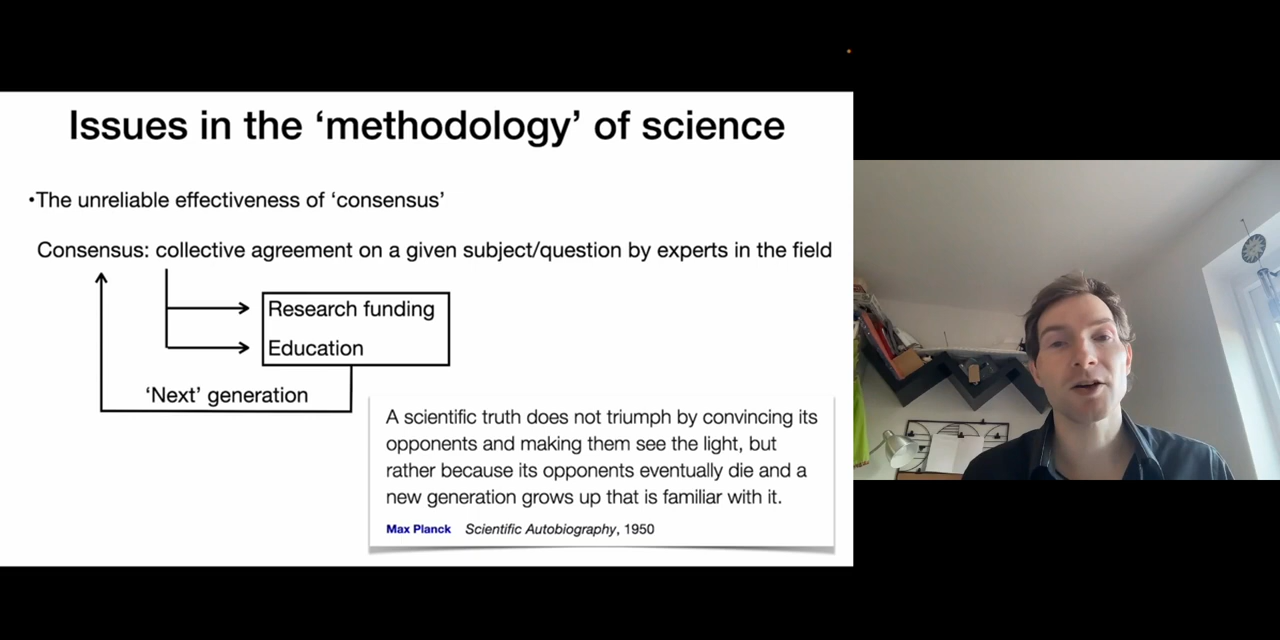 Issues in the ‘methodology’ of science
•The unreliable effectiveness of ‘consensus’
Consensus: collective agreement on a given subject/question by experts in the field
Research funding
Education
‘Next’ generation
A scientific truth does not triumph by convincing its
opponents and making them see the light, but
rather because its opponents eventually die and a
new generation grows up that is familiar with it.
Max Planck Scientific Autobiography, 1950